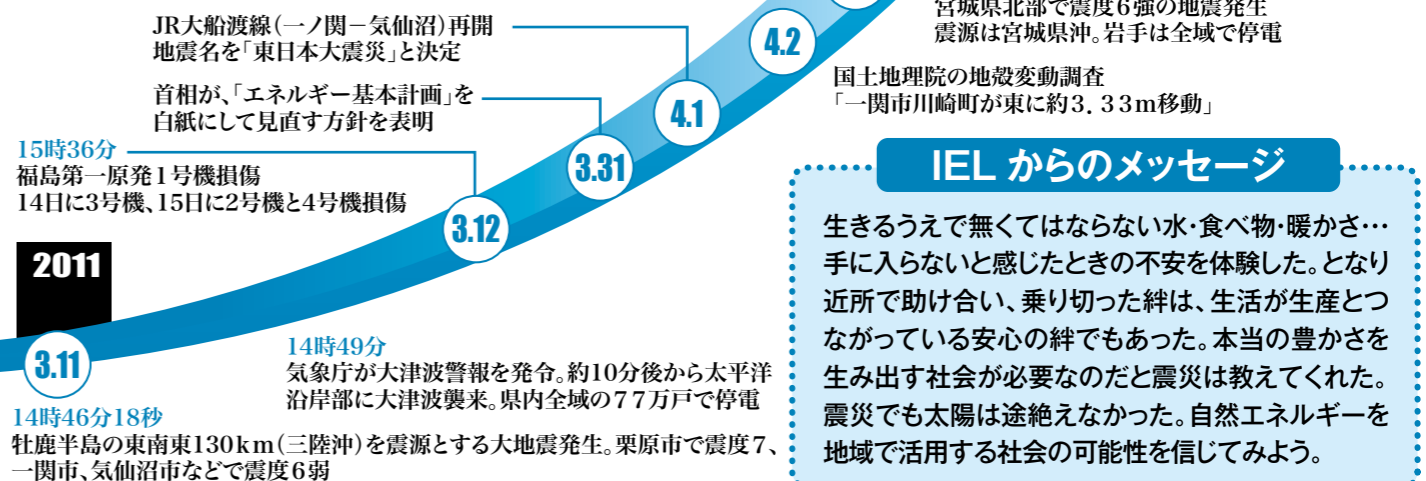 宮城県北部で震度6強の地震発生
震源は宮城県沖。岩手は全域で停電
JR大船渡線（一ノ関－気仙沼）再開
地震名を「東日本大震災」と決定
4.2
国土地理院の地殻変動調査
「一関市川崎町が東に約3．33m移動」
首相が、「エネルギー基本計画」を
白紙にして見直す方針を表明
4.1
15時36分
福島第一原発1号機損傷
14日に3号機、15日に2号機と4号機損傷
3.31
3.12
2011
3.11
14時49分
気象庁が大津波警報を発令。約10分後から太平洋
沿岸部に大津波襲来。県内全域の77万戸で停電
14時46分18秒
牡鹿半島の東南東130km（三陸沖）を震源とする大地震発生。栗原市で震度7、
一関市、気仙沼市などで震度6弱
IEL からのメッセージ
生きるうえで無くてはならない水・食べ物・暖かさ…
手に入らないと感じたときの不安を体験した。となり
近所で助け合い、乗り切った絆は、生活が生産とつ
ながっている安心の絆でもあった。本当の豊かさを
生み出す社会が必要なのだと震災は教えてくれた。
震災でも太陽は途絶えなかった。自然エネルギーを
地域で活用する社会の可能性を信じてみよう。